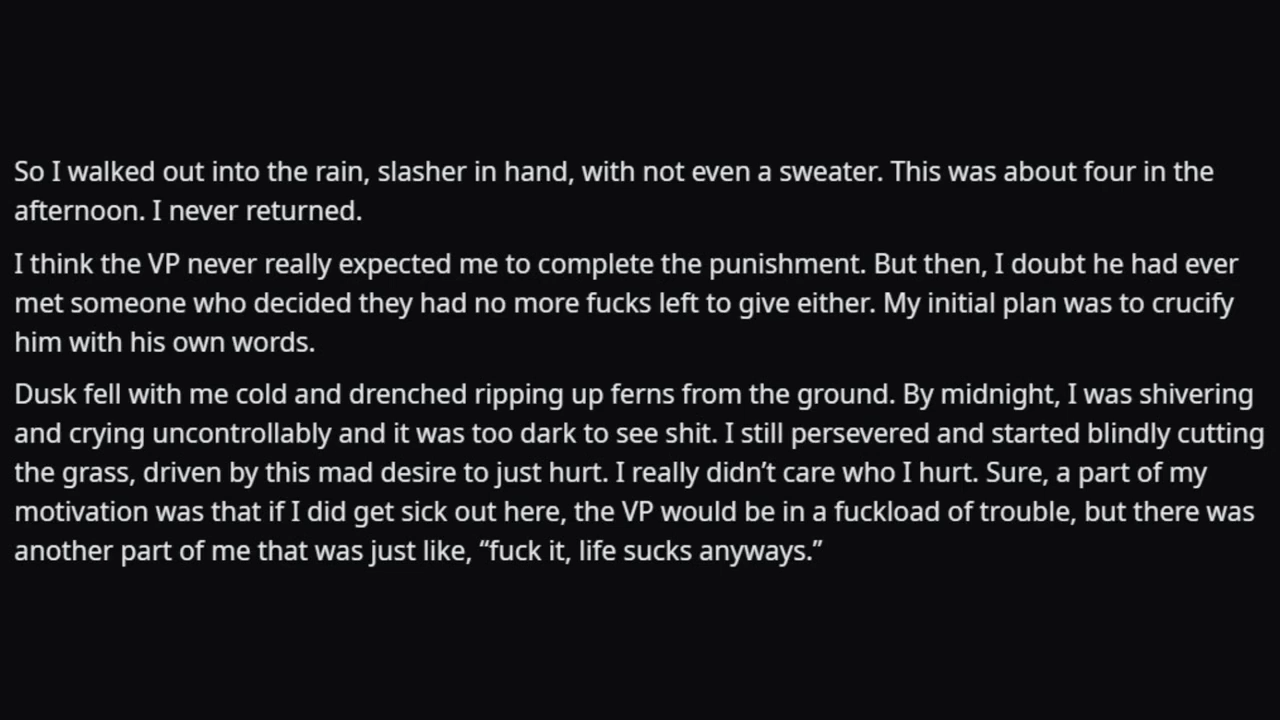 So I walked out into the rain, slasher in hand, with not even a sweater. This was about four in the
afternoon. I never returned.
I think the VP never really expected me to complete the punishment. But then, I doubt he had ever
met someone who decided they had no more fucks left to give either. My initial plan was to crucify
him with his own words.
Dusk fell with me cold and drenched ripping up ferns from the ground. By midnight, I was shivering
and crying uncontrollably and it was too dark to see shit. I still persevered and started blindly cutting
the grass, driven by this mad desire to just hurt. I really didn’t care who I hurt. Sure, a part of my
motivation was that if I did get sick out here, the VP would be in a fuckload of trouble, but there was
another part of me that was just like, “fuck it, life sucks anyways.”